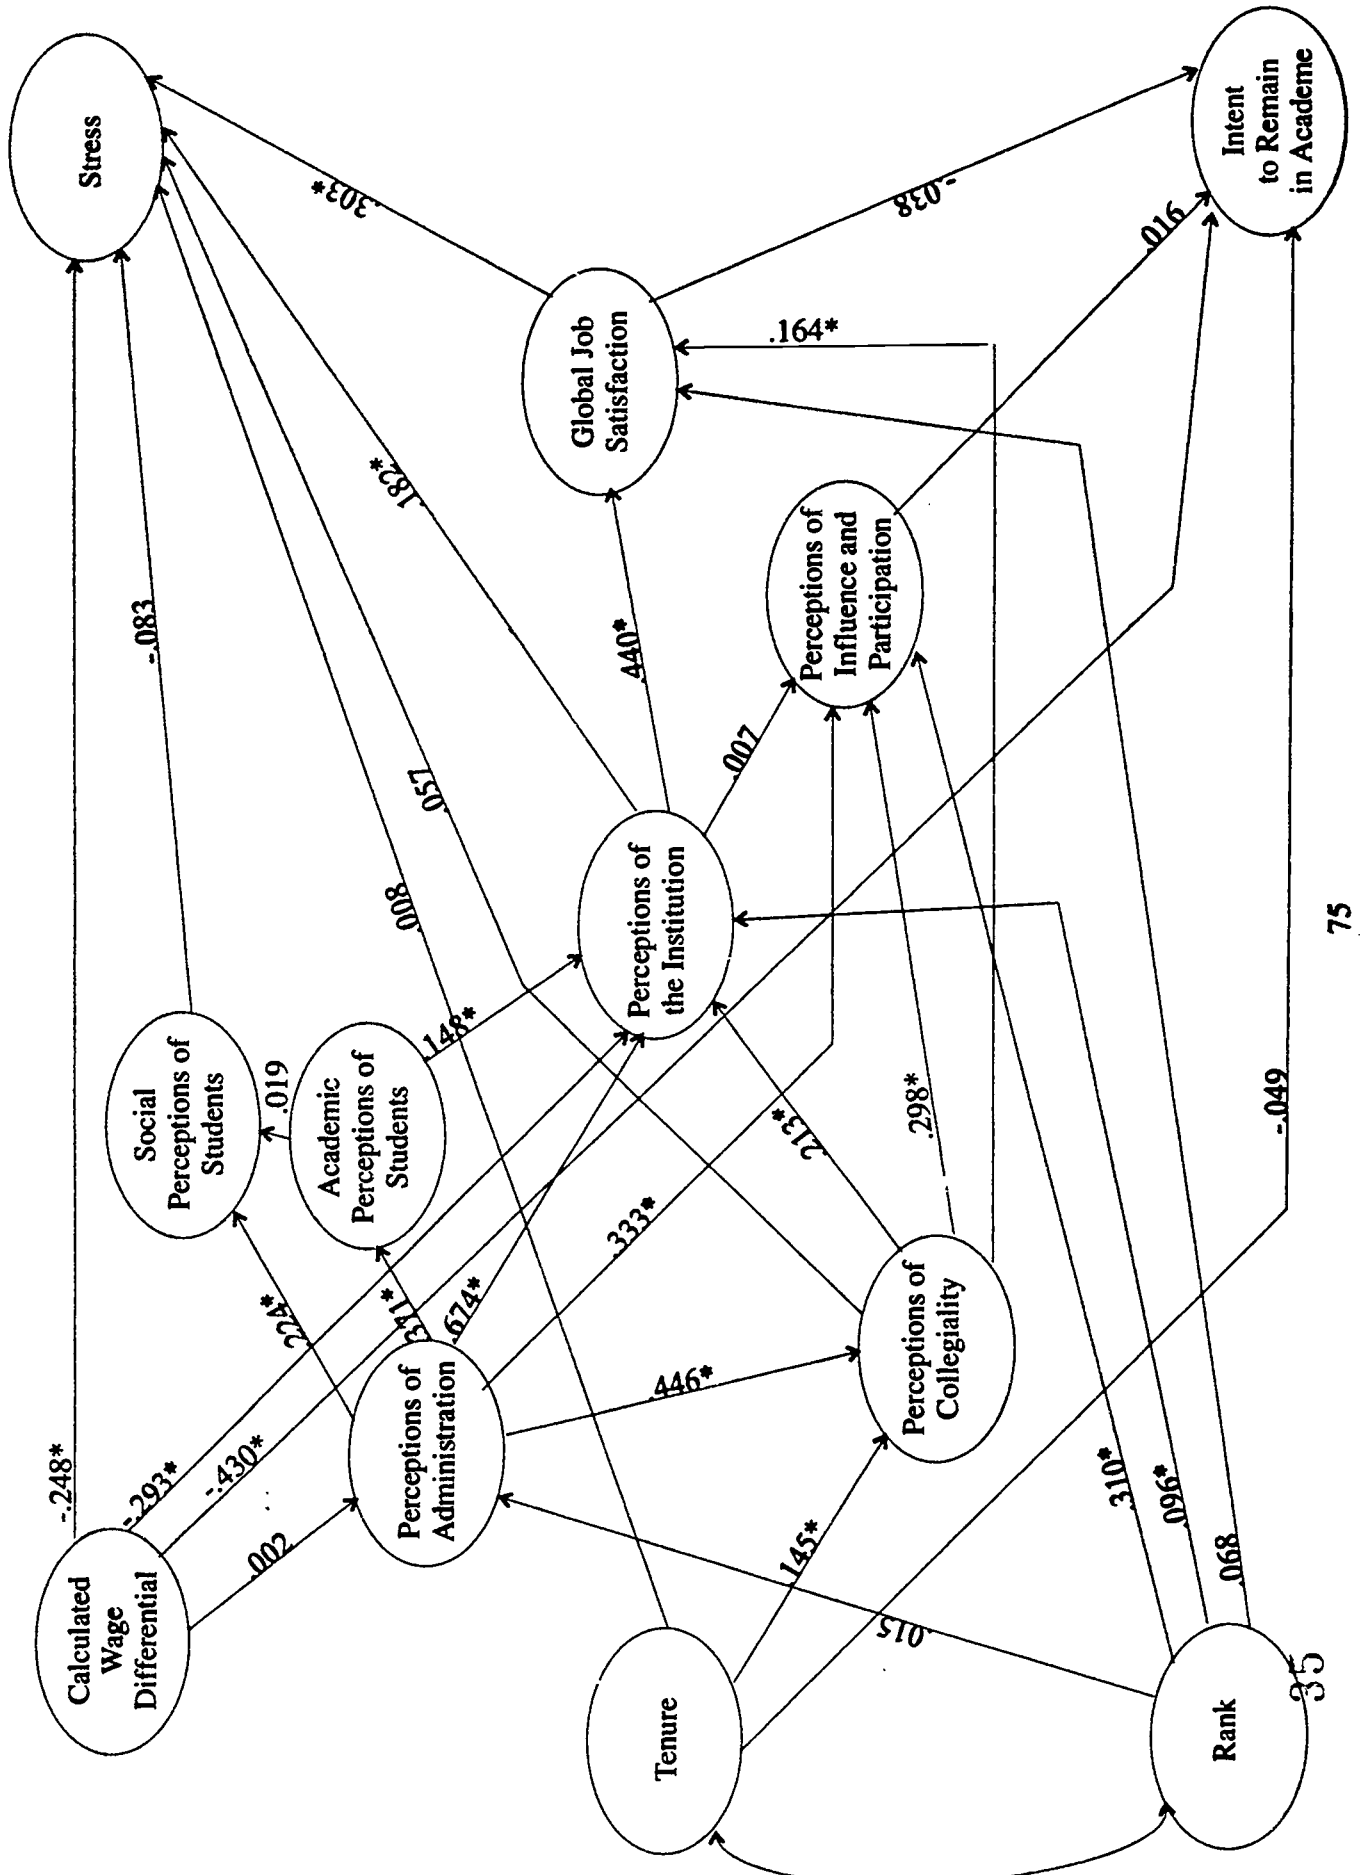 Calculated
Wage
Differential
-.248*
-.293*
-.430*
.002
Stress
-.083
Social
Perceptions of
Students
.019
Academic
Perceptions of
Students
.224*
.674*
.148*
Perceptions of
Administration
.008
.057
.182*
.303*
.440*
Global Job
Satisfaction
Perceptions of
the Institution
.007
.333*
.446*
.213*
.164*
Tenure
.145*
.015
Perceptions of
Influence and
Participation
Perceptions of
Collegiality
.298*
-.038
.016
.310*
.096*
.068
-.049
Rank
Intent
to Remain
in Academe
35
75